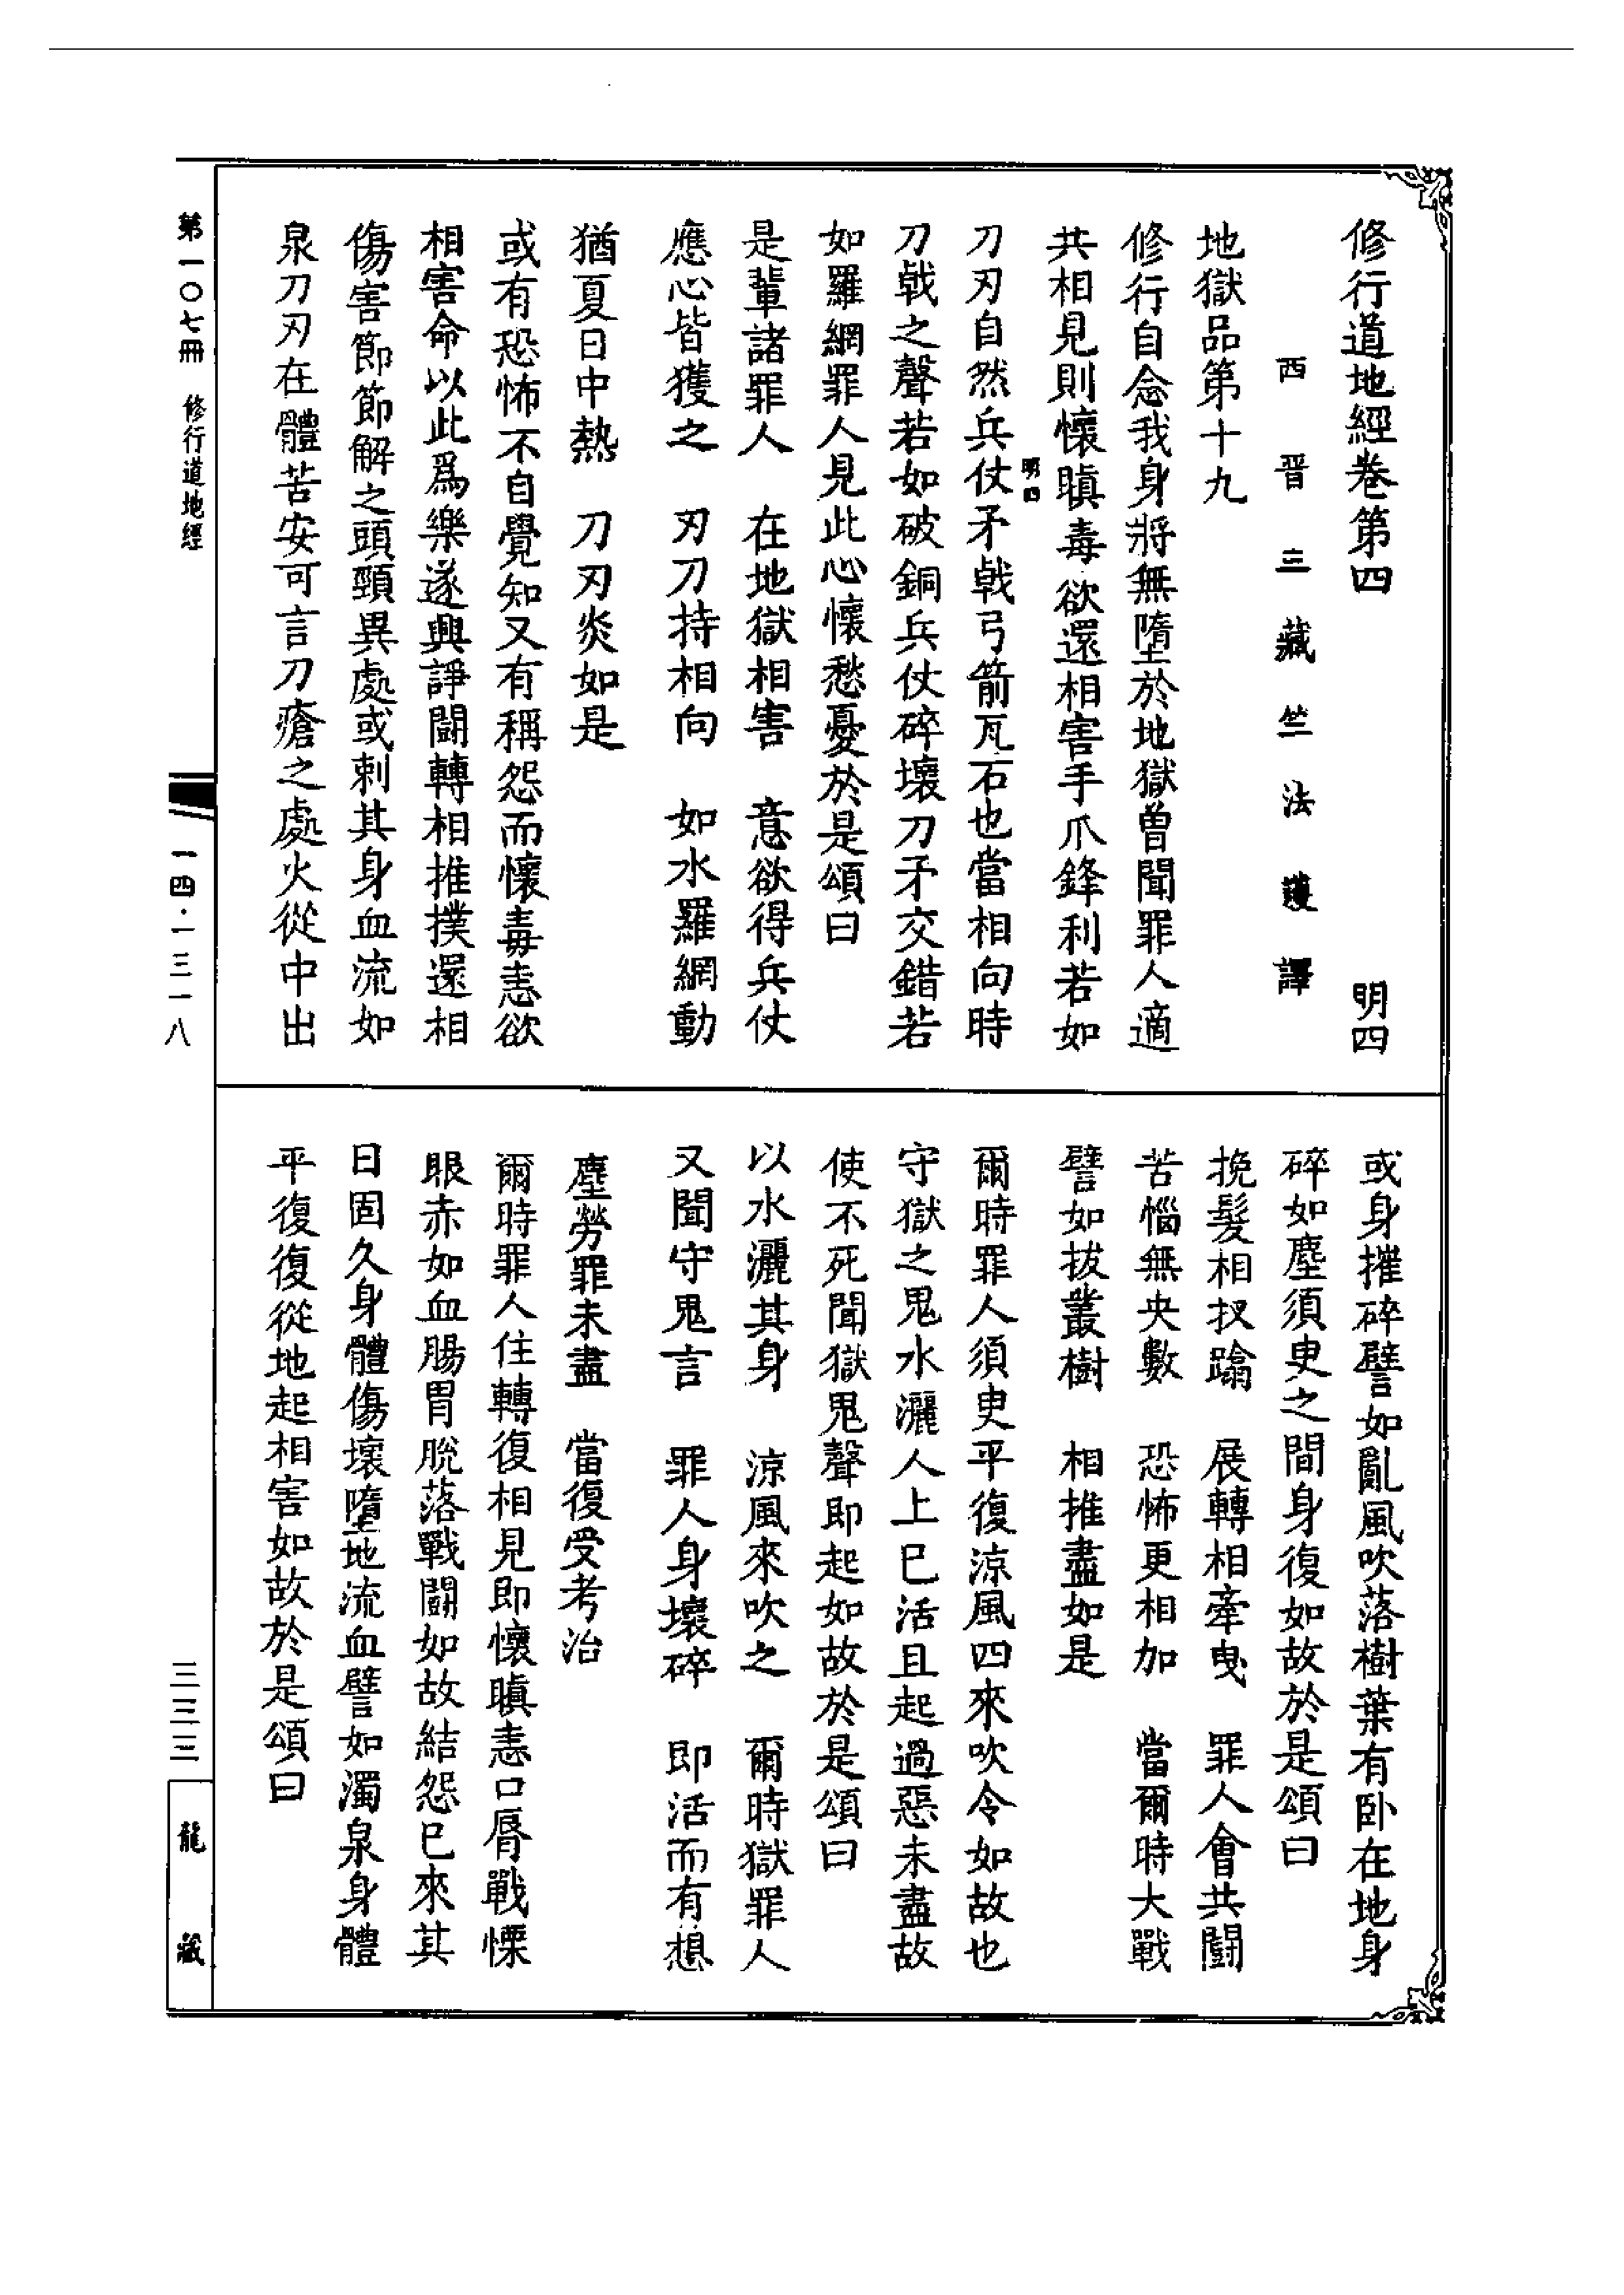 修行道地經卷第四 明四
西晉三藏竺法護譯
地獄品第十九
修行自念我身將無墮於地獄曾聞罪人適
共相見則懷瞋毒欲還相害手爪鋒利若如
明四
刀刃自然兵仗矛戟弓箭瓦石也當相向時
刀戟之聲若如破銅兵仗碎壞刀矛交錯若
如羅網罪人見此心懷愁憂於是頌曰
是輩諸罪人 在地獄相害 意欲得兵仗
應心皆獲之 刃刀持相向 如水羅網動
猶夏日中熱 刀刃炎如是
或有恐怖不自覺知又有稱怨而懷毒恚欲
相害命以此爲樂遂興諍鬪轉相推撲還相
傷害節節解之頭頸異處或刺其身血流如
泉刀刃在體苦安可言刀瘡之處火從中出
或身摧碎譬如亂風吹落樹葉有卧在地身
碎如塵須臾之間身復如故於是頌曰
挽髮相扠蹹 展轉相牽曳 罪人會共鬪
苦惱無央數 恐怖更相加 當爾時大戰
譬如拔叢樹 相推盡如是
爾時罪人須臾平復涼風四來吹令如故也
守獄之鬼水灑人上已活且起過惡未盡故
使不死聞獄鬼聲即起如故於是頌曰
以水灑其身 涼風來吹之 爾時獄罪人
又聞守鬼言 罪人身壞碎 即活而有想
塵勞罪未盡 當復受考治
爾時罪人住轉復相見即懷瞋恚口脣戰慄
眼赤如血腸胃脫落戰鬪如故結怨已來其
日固久身體傷壞墮地流血譬如濁泉身體
平復復從地起相害如故於是頌曰
第一〇七冊 修行道地經
一四·一三一八
三三三
龍藏